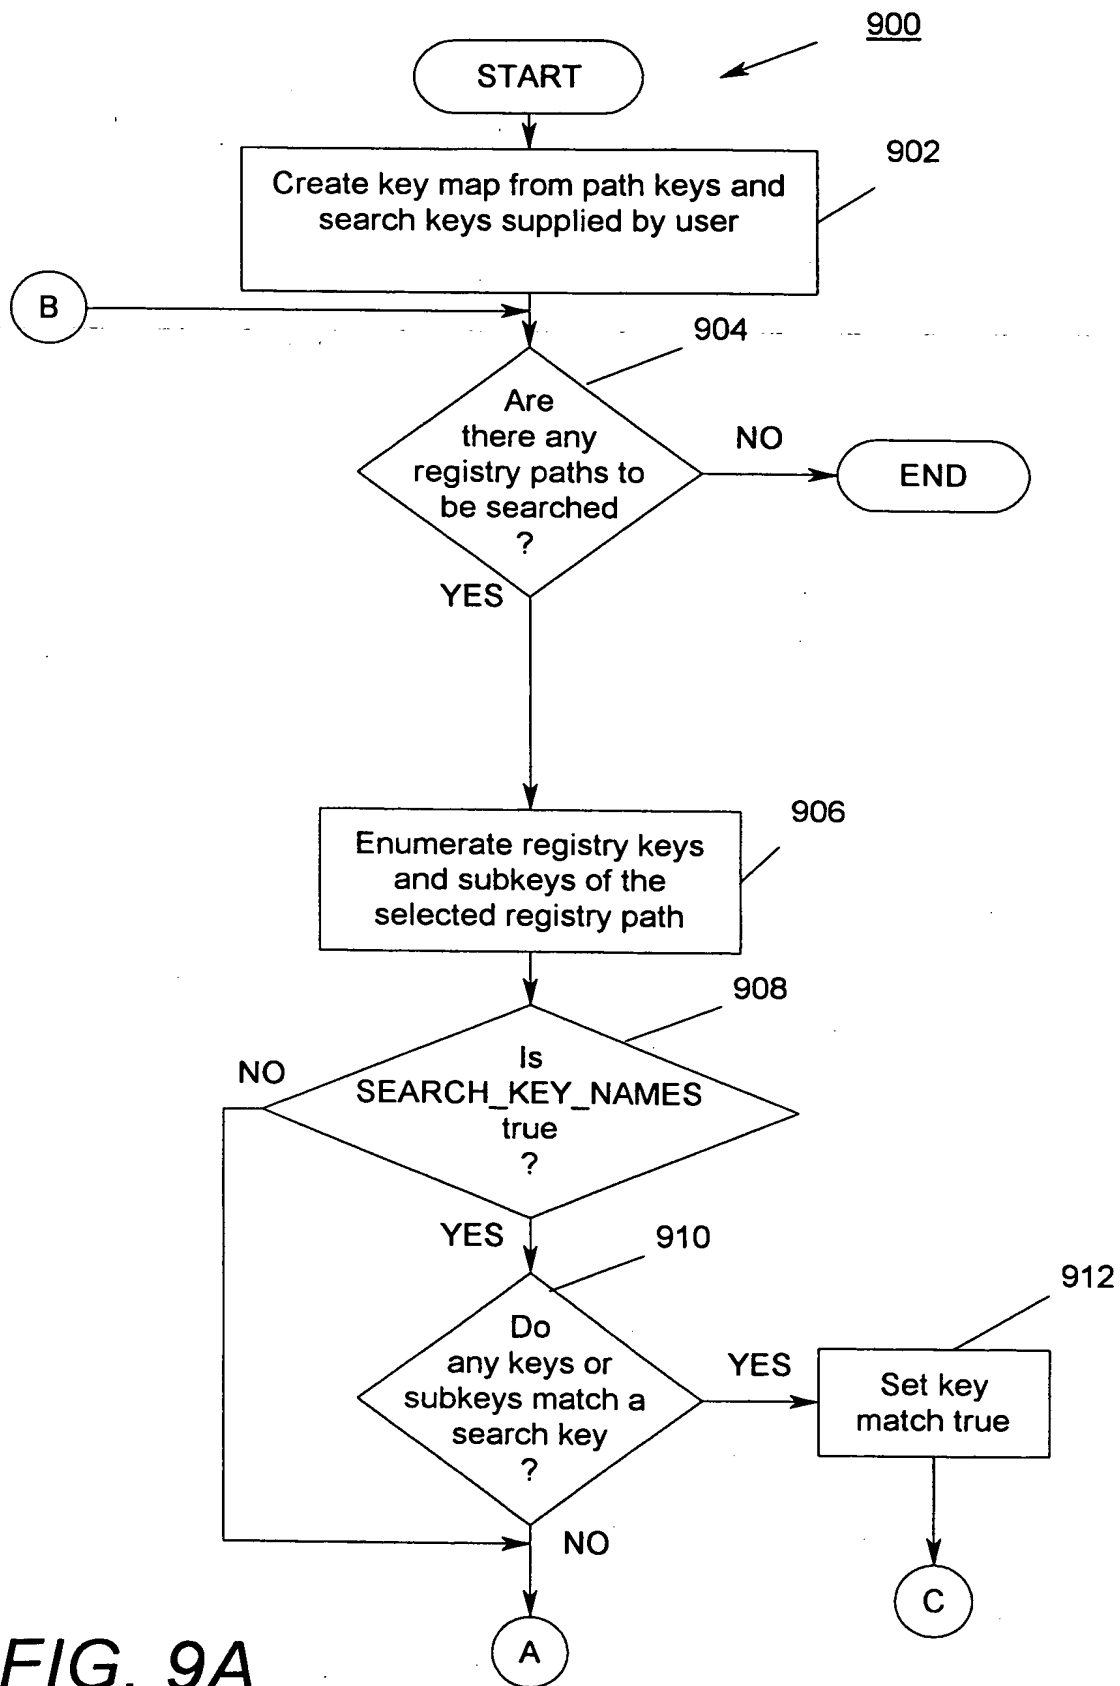 900
START
902
Create key map from path keys and
search keys supplied by user
B
904
Are
there any
registry paths to
be searched
?
NO
END
YES
906
Enumerate registry keys
and subkeys of the
selected registry path
908
NO
Is
SEARCH_KEY_NAMES
true
?
YES
910
912
Do
any keys or
subkeys match a
search key
?
YES
Set key
match true
NO
C
A
FIG. 9A